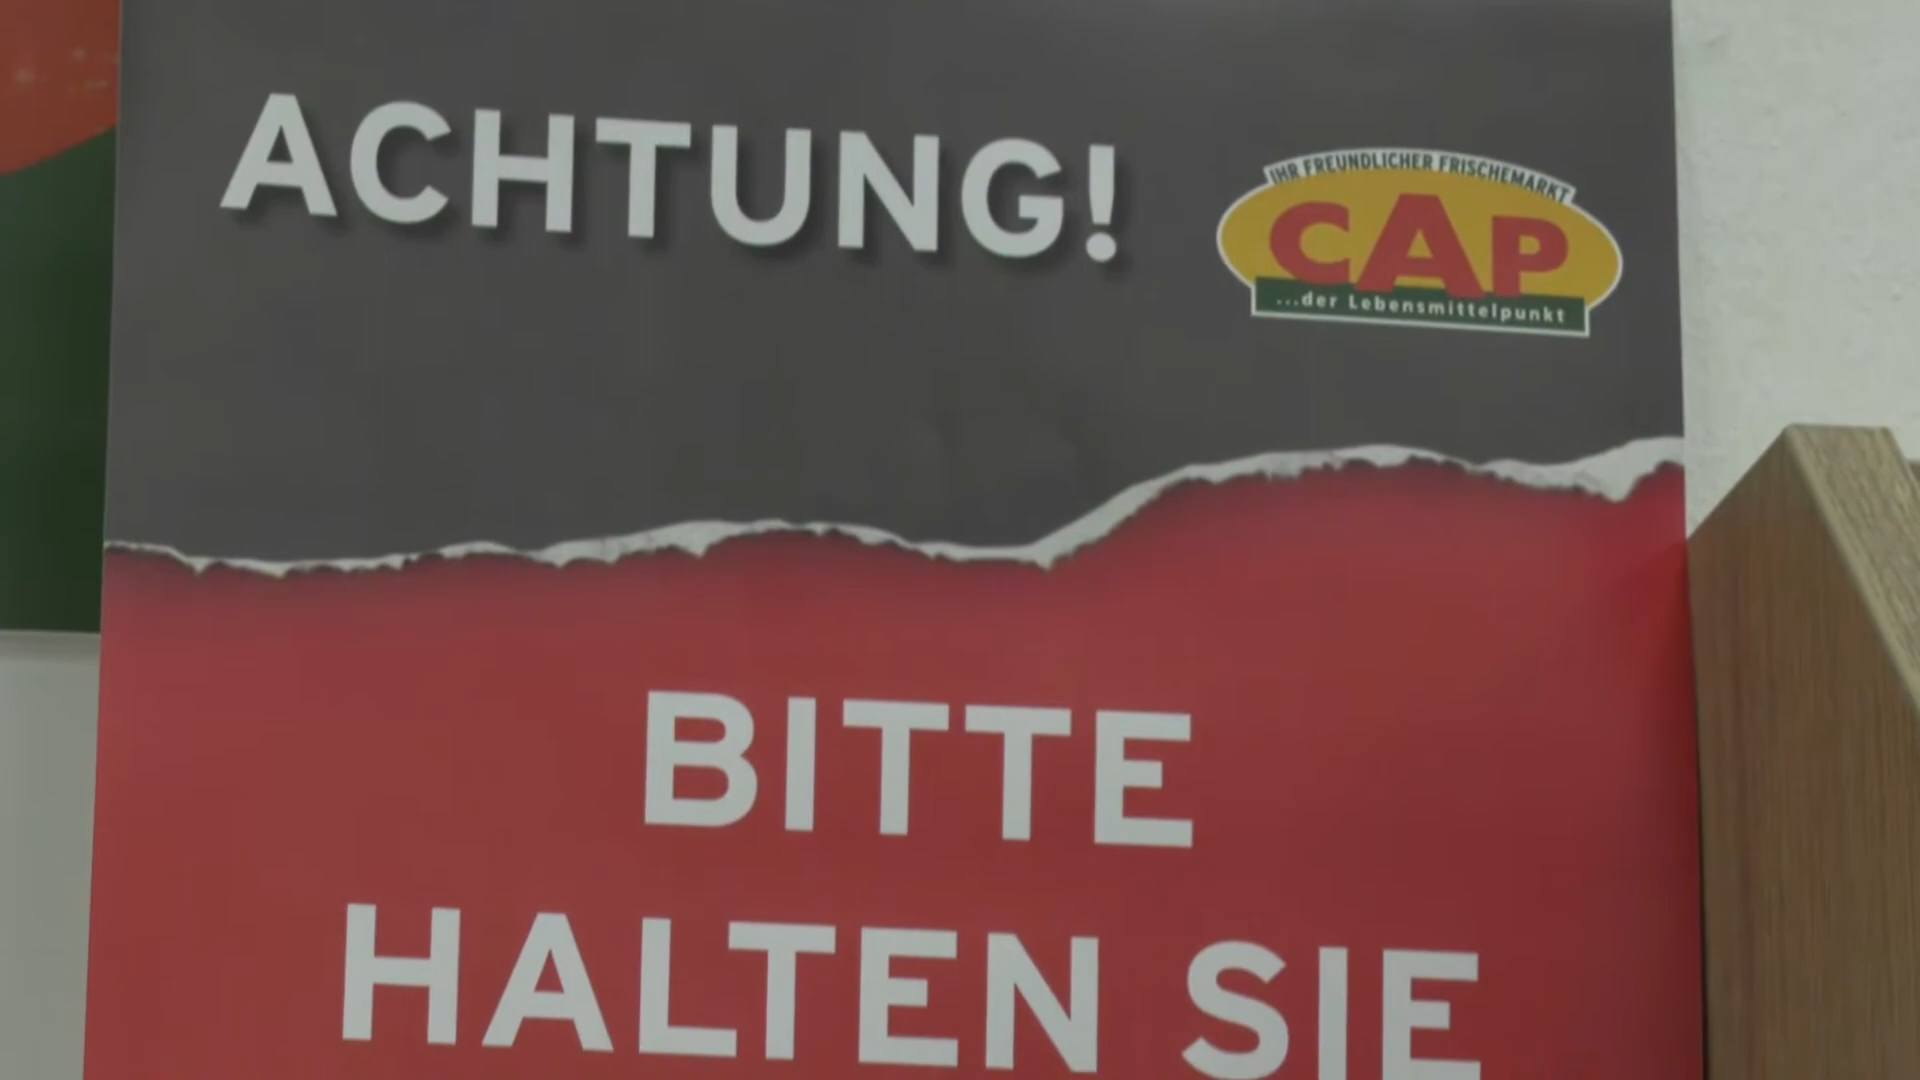 ACHTUNG!
IHR FREUNDLICHER FRISCHEMARKT
CAP
...der Lebensmittelpunkt
BITTE
HALTEN SIE